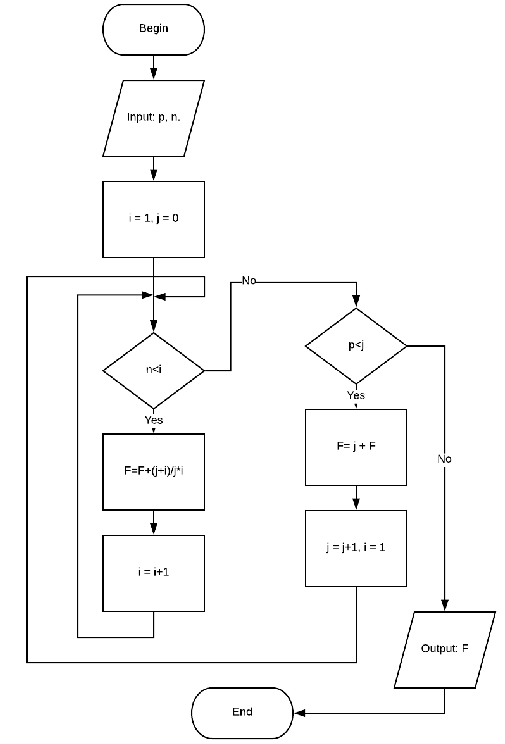 Begin
Input: p, n.
i = 1, j = 0
No
n<i
p<j
Yes
Yes
F=F+(j+i)/j*i
F= j + F
No
i = i+1
j = j+1, i = 1
Output: F
End